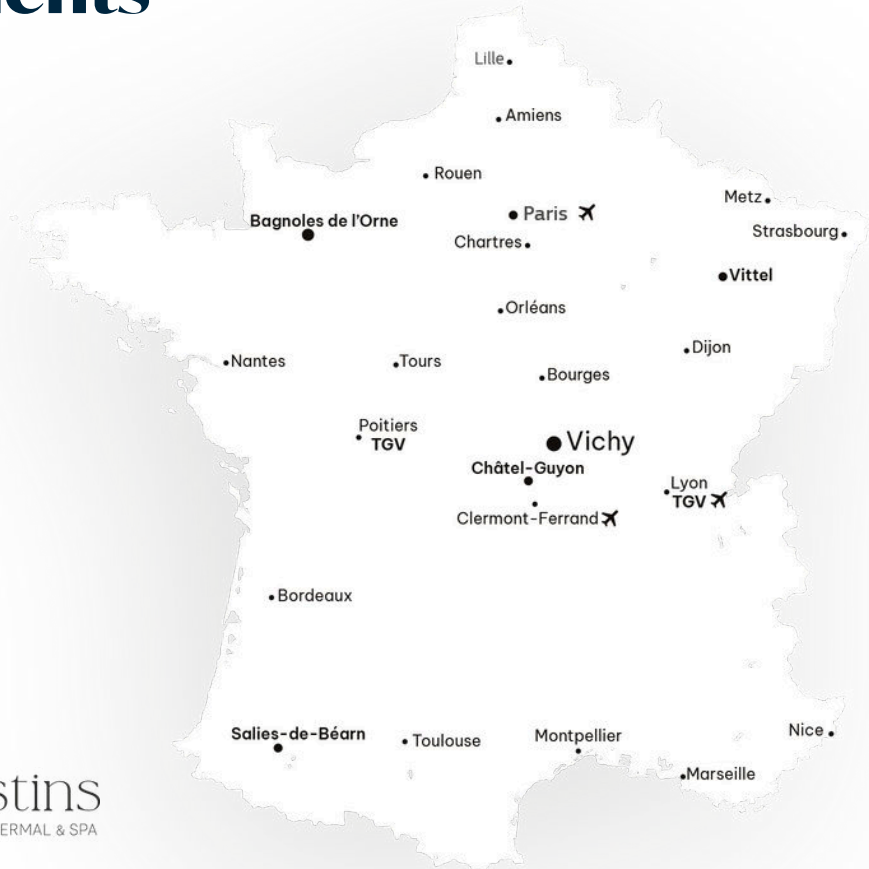 Lille
Amiens
Rouen
Paris
Metz
Bagnoles de l'Orne
Strasbourg
Chartres
Vittel
Orléans
Dijon
Nantes
Tours
Bourges
Poitiers
TGV
Vichy
Châtel-Guyon
Lyon
TGV
Clermont-Ferrand
Bordeaux
Salies-de-Béarn
Toulouse
Montpellier
Nice
Marseille
ERMAL & SPA